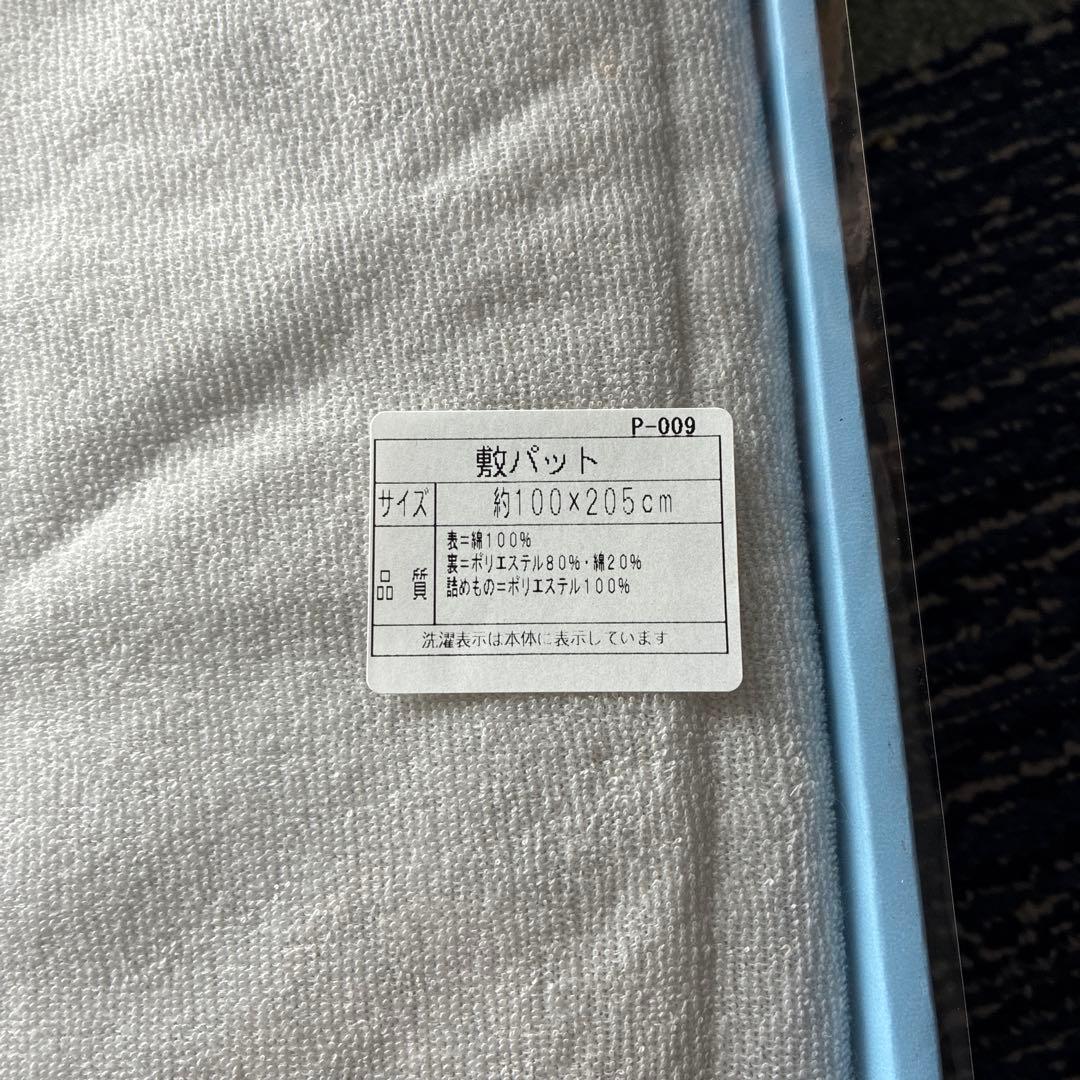 P-009
敷パット
サイズ 約100×205cm
品 質 表=綿100%
裏=ポリエステル80%・綿20%
詰めもの=ポリエステル100%
洗濯表示は本体に表示しています